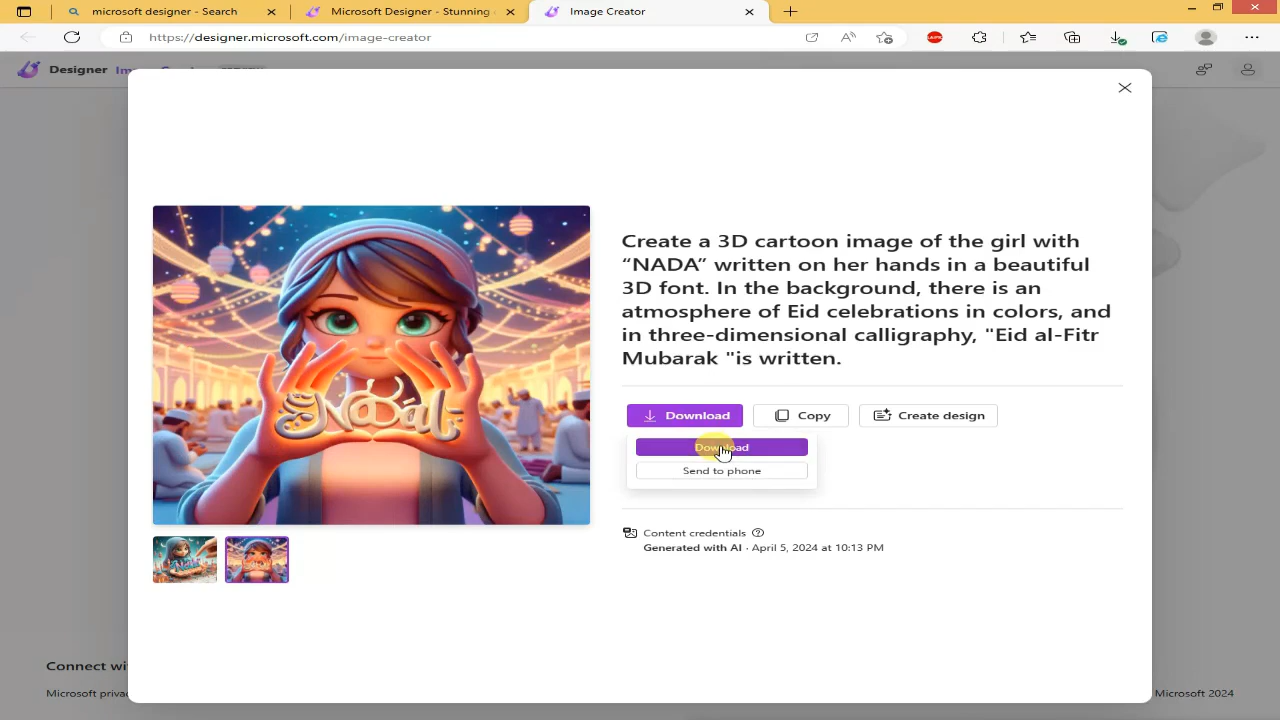 microsoft designer - Search
Microsoft Designer - Stunning
Image Creator
https://designer.microsoft.com/image-creator
Designer
Create a 3D cartoon image of the girl with
“NADA” written on her hands in a beautiful
3D font. In the background, there is an
atmosphere of Eid celebrations in colors, and
in three-dimensional calligraphy, "Eid al-Fitr
Mubarak "is written.
Download
Copy
Create design
Download
Send to phone
Content credentials
Generated with AI · April 5, 2024 at 10:13 PM
Connect wi
Microsoft priva
Microsoft 2024